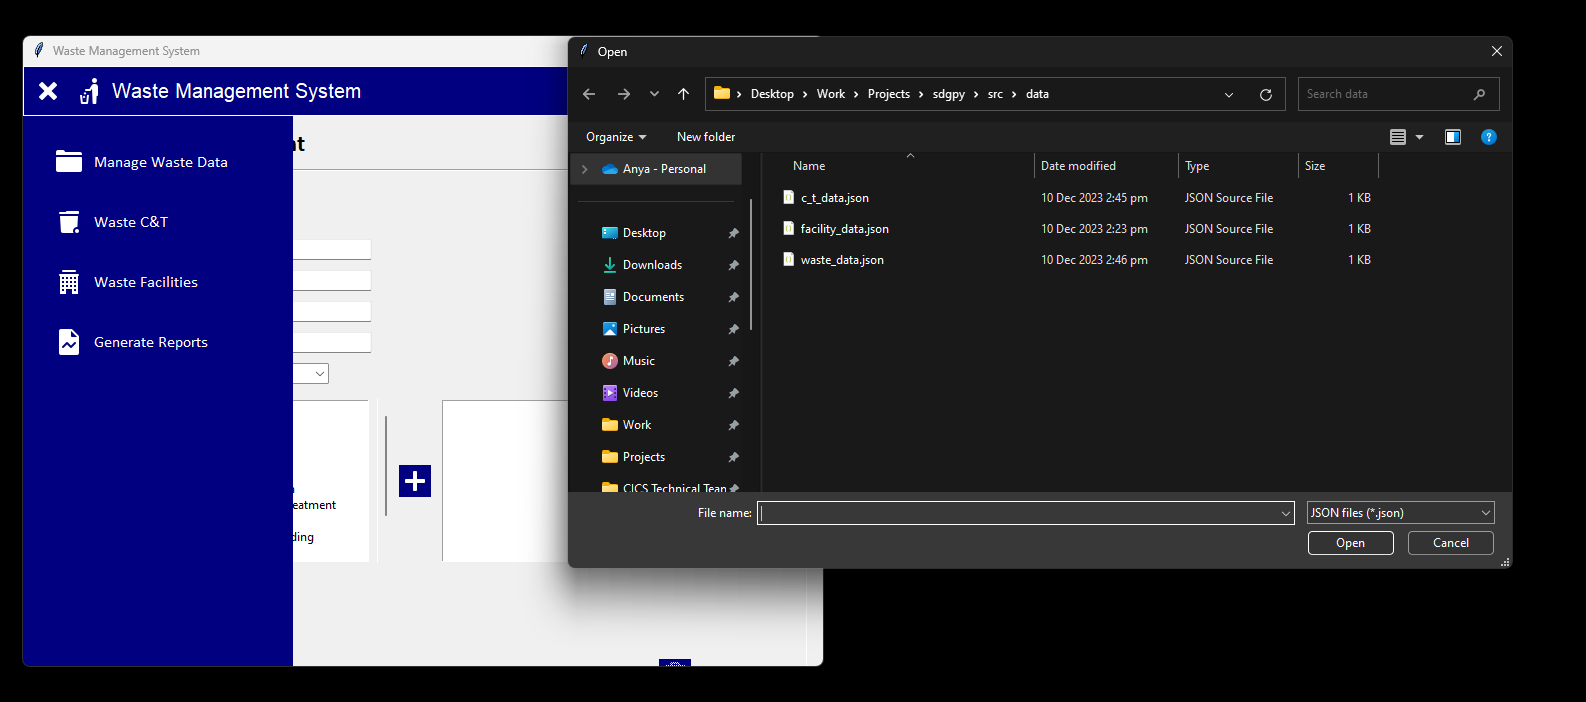 Waste Management System
Waste Management System
nt
Manage Waste Data
Waste C&T
Waste Facilities
Generate Reports
eatment
ding
Open
Desktop > Work > Projects > sdgpy > src > data
Search data
Organize
New folder
?
Anya - Personal
Desktop
Downloads
Documents
Pictures
Music
Videos
Work
Projects
CICS Technical Tean
Name Date modified Type Size
c_t_data.json 10 Dec 2023 2:45 pm JSON Source File 1 KB
facility_data.json 10 Dec 2023 2:23 pm JSON Source File 1 KB
waste_data.json 10 Dec 2023 2:46 pm JSON Source File 1 KB
File name:
JSON files (*.json)
Open
Cancel